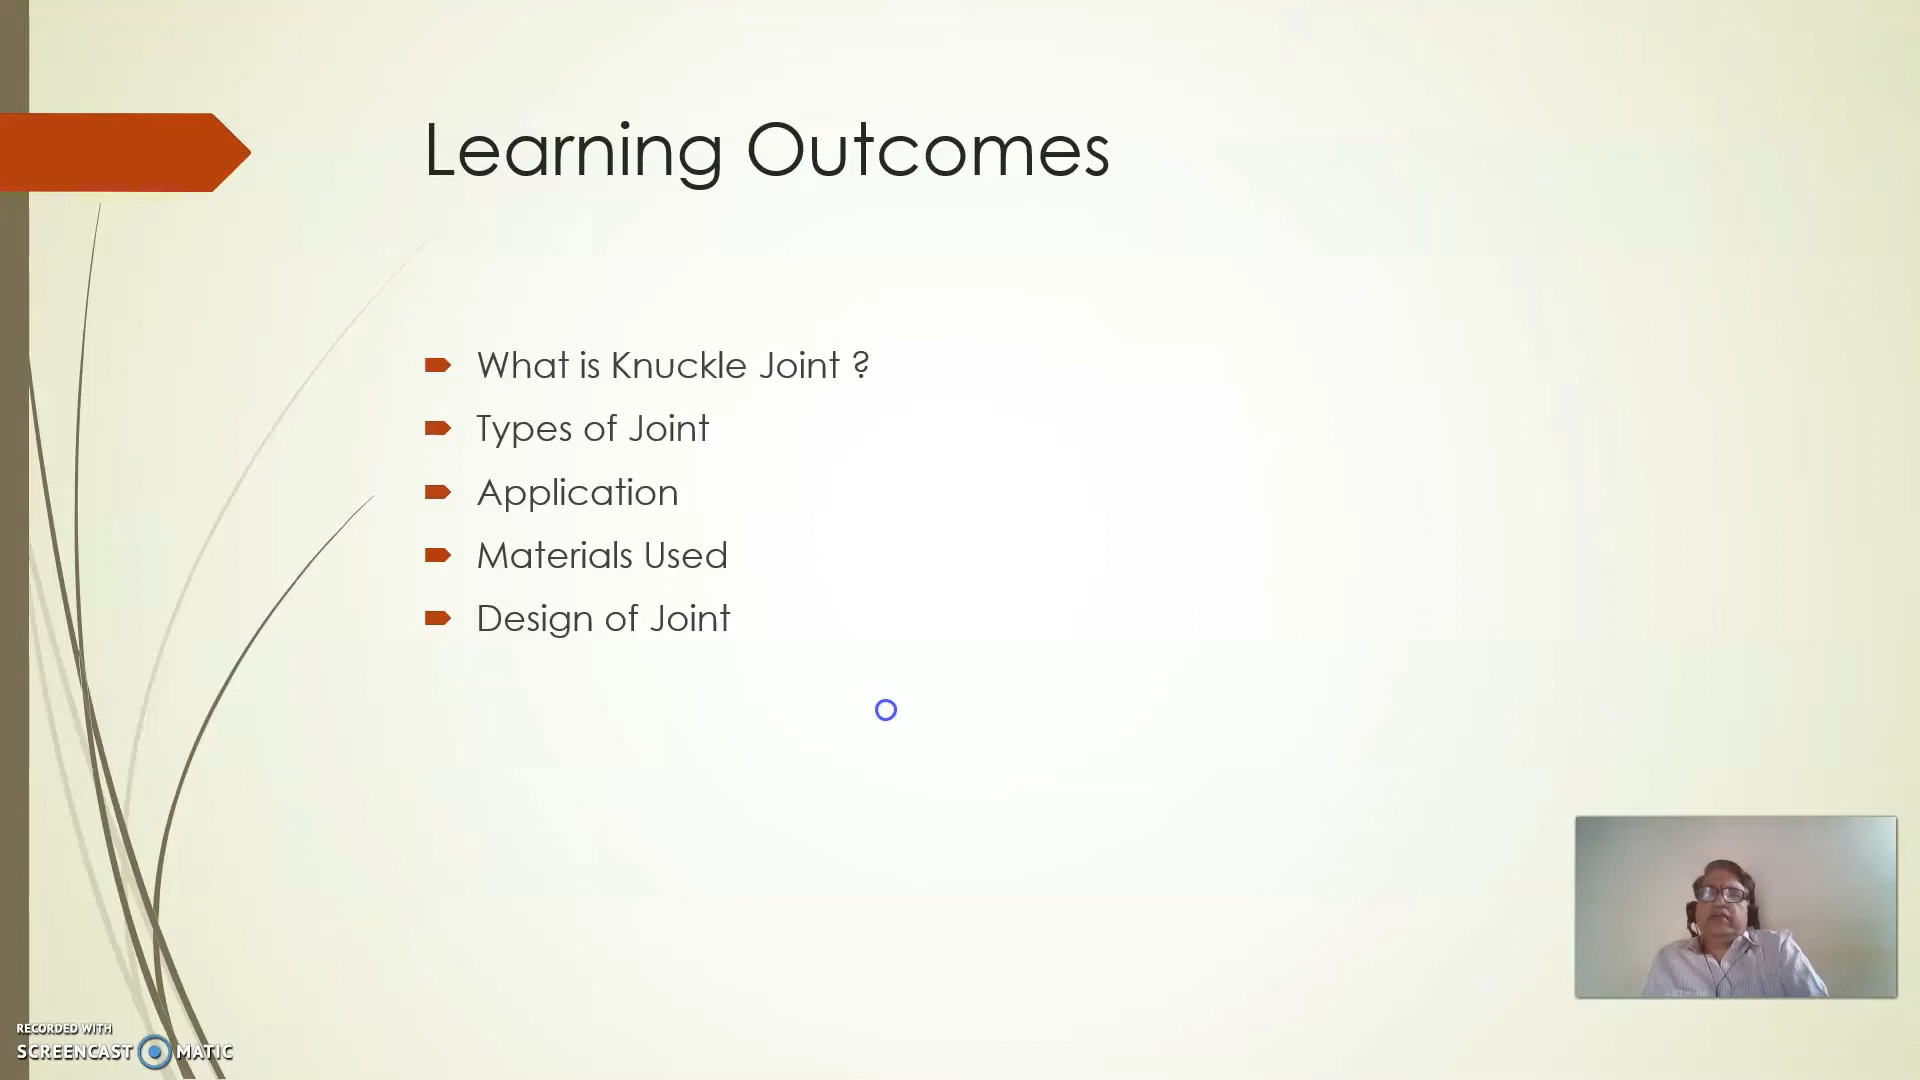 Learning Outcomes
What is Knuckle Joint ?
Types of Joint
Application
Materials Used
Design of Joint
RECORDED WITH
SCREENCAST MATIC